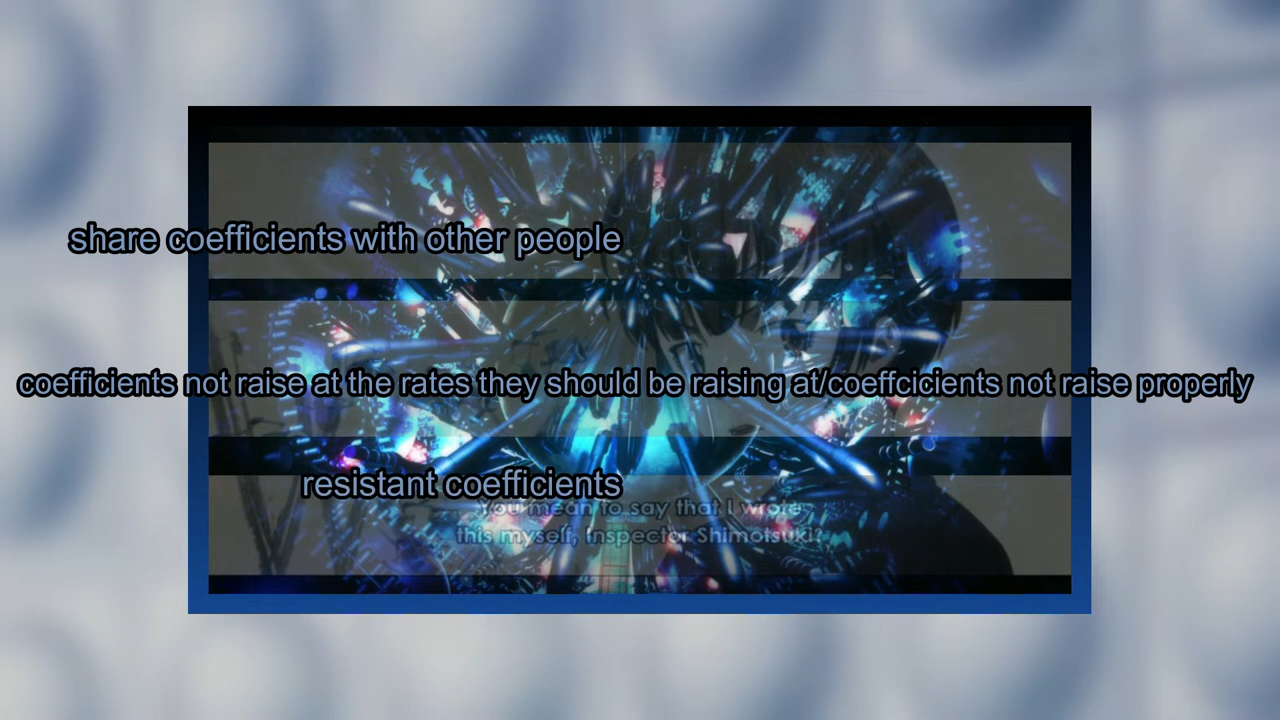 share coefficients with other people
coefficients not raise at the rates they should be raising at/coeffcicients not raise properly
resistant coefficients
You mean to say that I wrote
this myself, Inspector Shimotsuki?